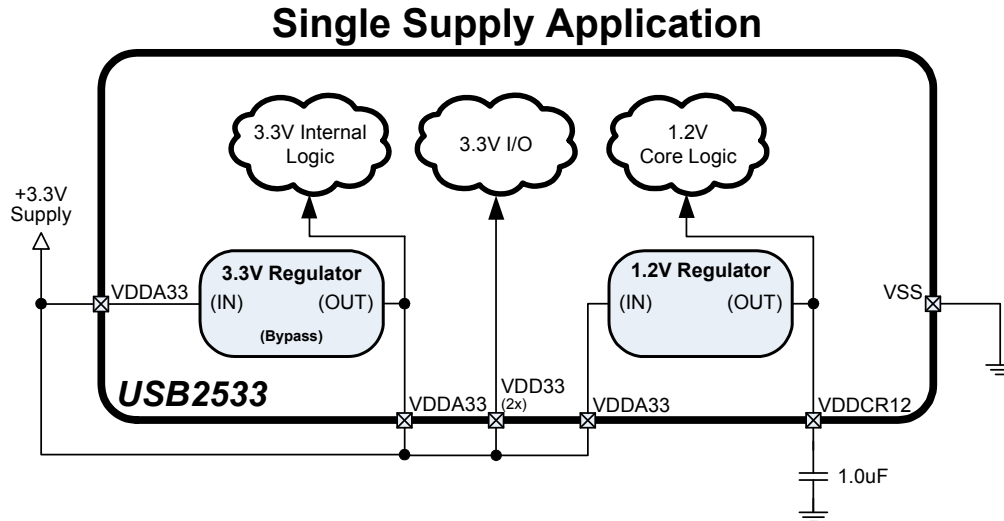 Single Supply Application
3.3V Internal
Logic
3.3V I/O
1.2V
Core Logic
+3.3V
Supply
3.3V Regulator
(IN)
(OUT)
(Bypass)
1.2V Regulator
(IN)
(OUT)
VDDA33
VSS
USB2533
VDDA33
VDD33
(2x)
VDDA33
VDDCR12
1.0uF